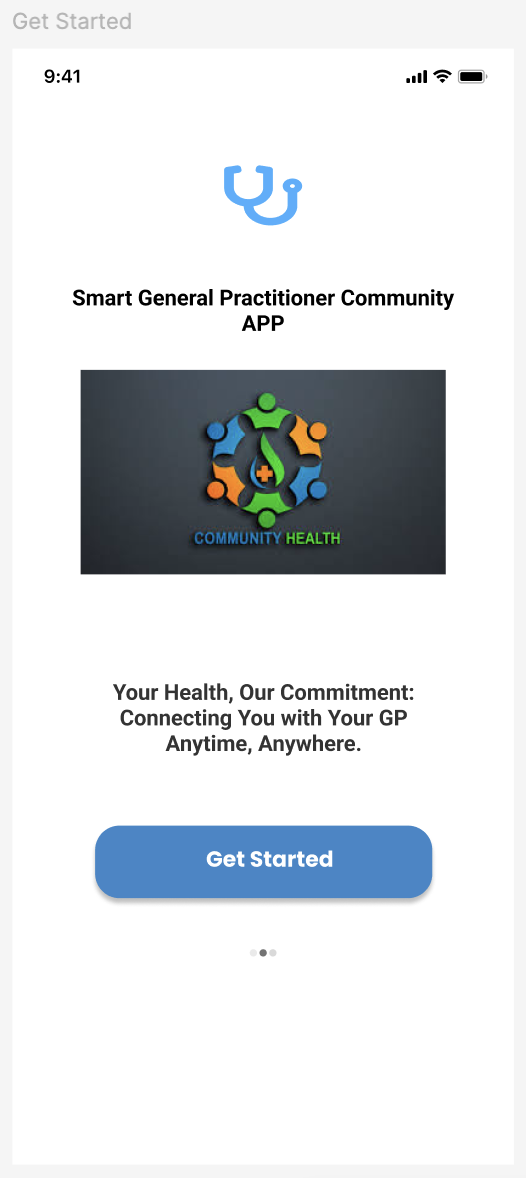 Get Started
9:41
Smart General Practitioner Community
APP
COMMUNITY HEALTH
Your Health, Our Commitment:
Connecting You with Your GP
Anytime, Anywhere.
Get Started